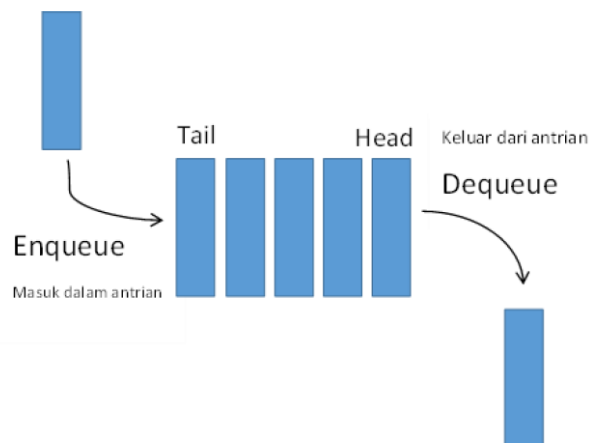 Tail
Head
Keluar dari antrian
Dequeue
Enqueue
Masuk dalam antrian